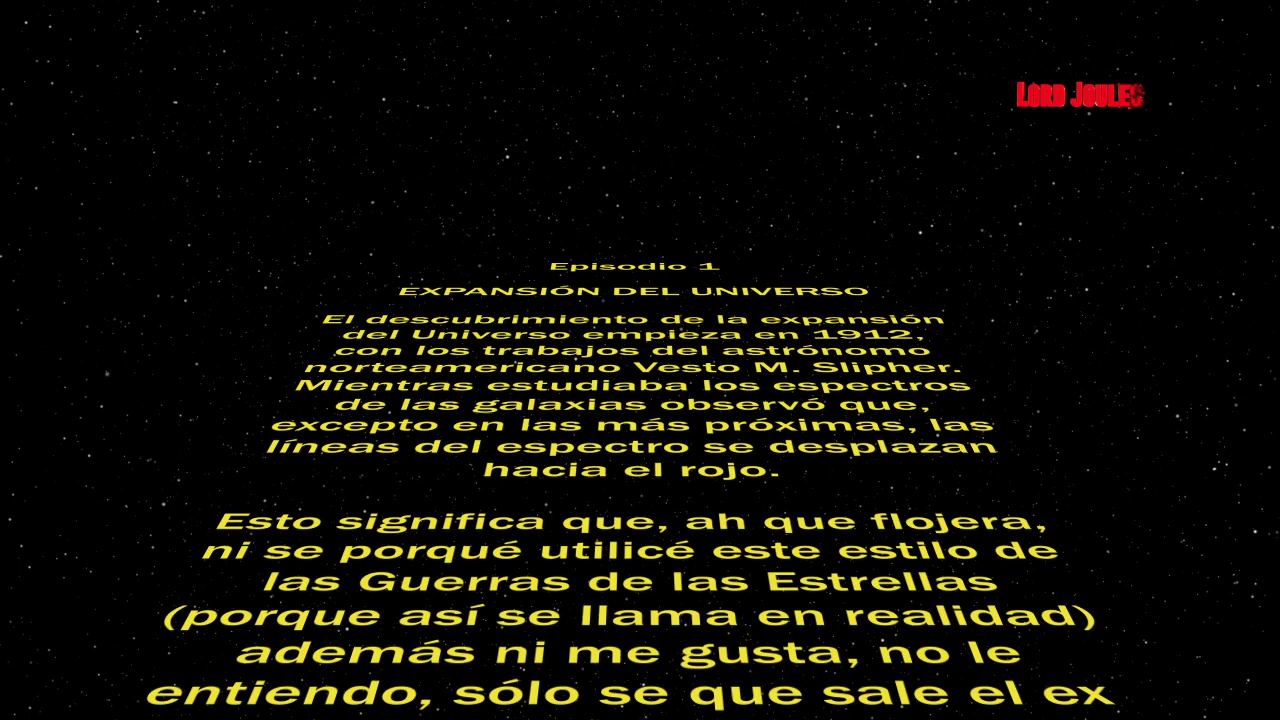 LORD JOULES
Episodio 1
EXPANSIÓN DEL UNIVERSO
El descubrimiento de la expansión
del Universo empieza en 1912,
con los trabajos del astrónomo
norteamericano Vesto M. Slipher.
Mientras estudiaba los espectros
de las galaxias observó que,
excepto en las más próximas, las
líneas del espectro se desplazan
hacia el rojo.
Esto significa que, ah que flojera,
ni se porqué utilicé este estilo de
las Guerras de las Estrellas
(porque así se llama en realidad)
además ni me gusta, no le
entiendo, sólo se que sale el ex